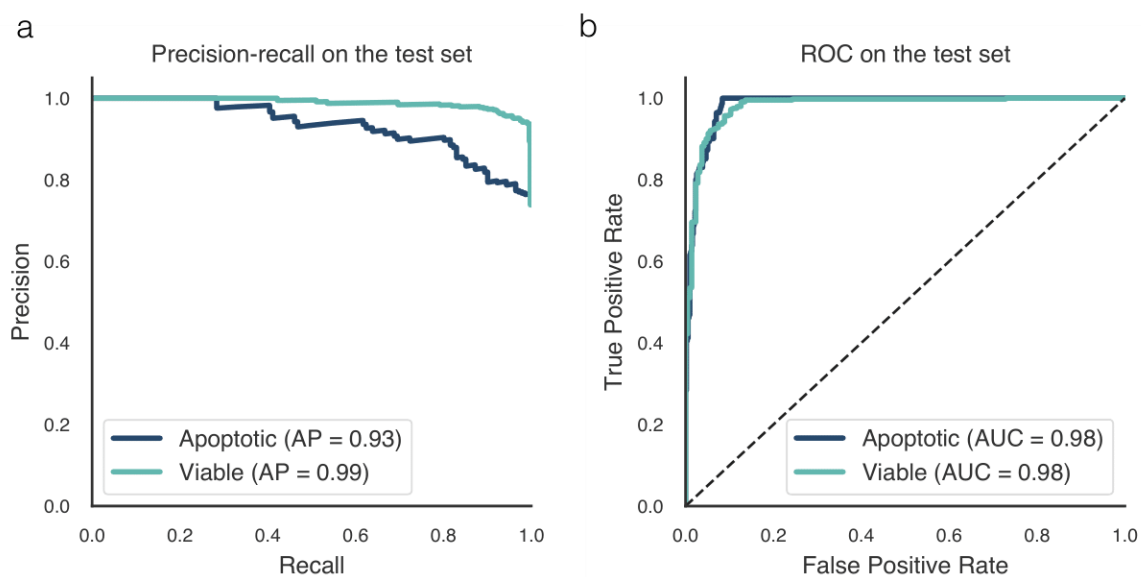 a
Precision-recall on the test set
Precision
1.0
0.8
0.6
0.4
0.2
0.0
Apoptotic (AP = 0.93)
Viable (AP = 0.99)
0.0 0.2 0.4 0.6 0.8 1.0
Recall
b
ROC on the test set
True Positive Rate
1.0
0.8
0.6
0.4
0.2
0.0
Apoptotic (AUC = 0.98)
Viable (AUC = 0.98)
0.0 0.2 0.4 0.6 0.8 1.0
False Positive Rate